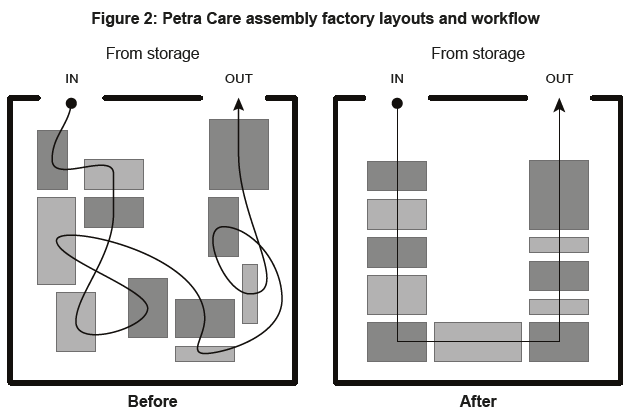 Figure 2: Petra Care assembly factory layouts and workflow
From storage
IN
OUT
Before
From storage
IN
OUT
After